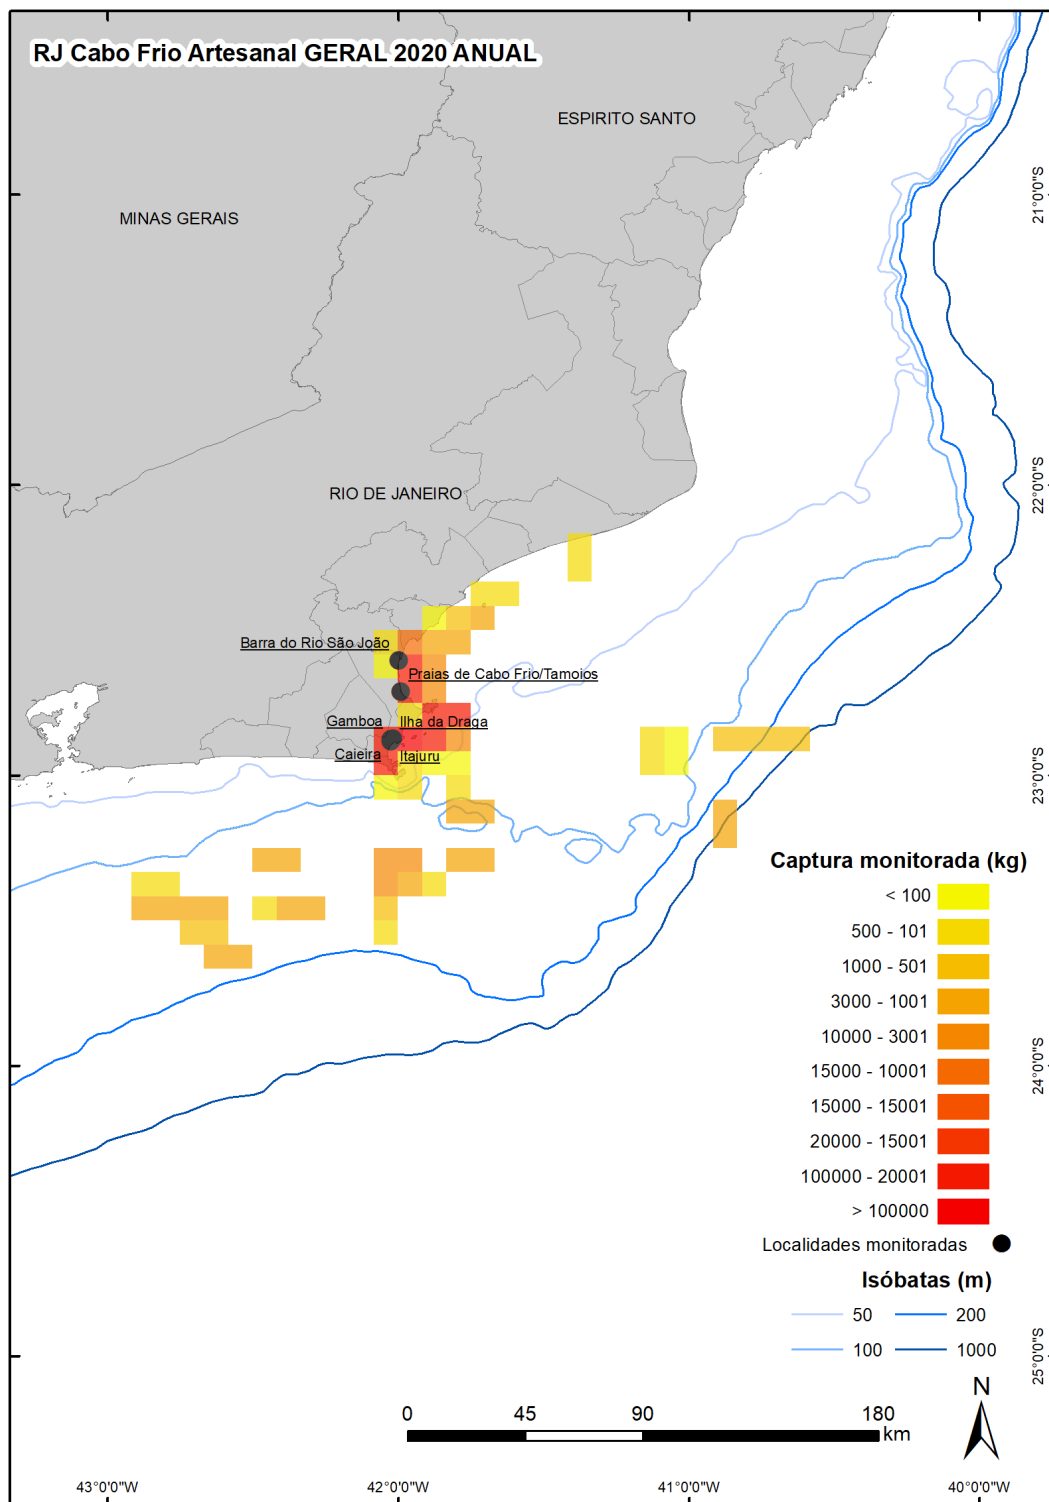 RJ Cabo Frio Artesanal GERAL 2020 ANUAL
ESPIRITO SANTO
MINAS GERAIS
21°0'0"S
22°0'0"S
RIO DE JANEIRO
Barra do Rio São João
Praias de Cabo Frio/Tamoios
Gamboa
Ilha da Draga
Caieira
Itajuru
23°0'0"S
Captura monitorada (kg)
< 100
500 - 101
1000 - 501
3000 - 1001
10000 - 3001
15000 - 10001
15000 - 15001
20000 - 15001
100000 - 20001
> 100000
24°0'0"S
Localidades monitoradas
Isóbatas (m)
50
200
100
1000
25°0'0"S
N
0
45
90
180
km
43°0'0"W
42°0'0"W
41°0'0"W
40°0'0"W